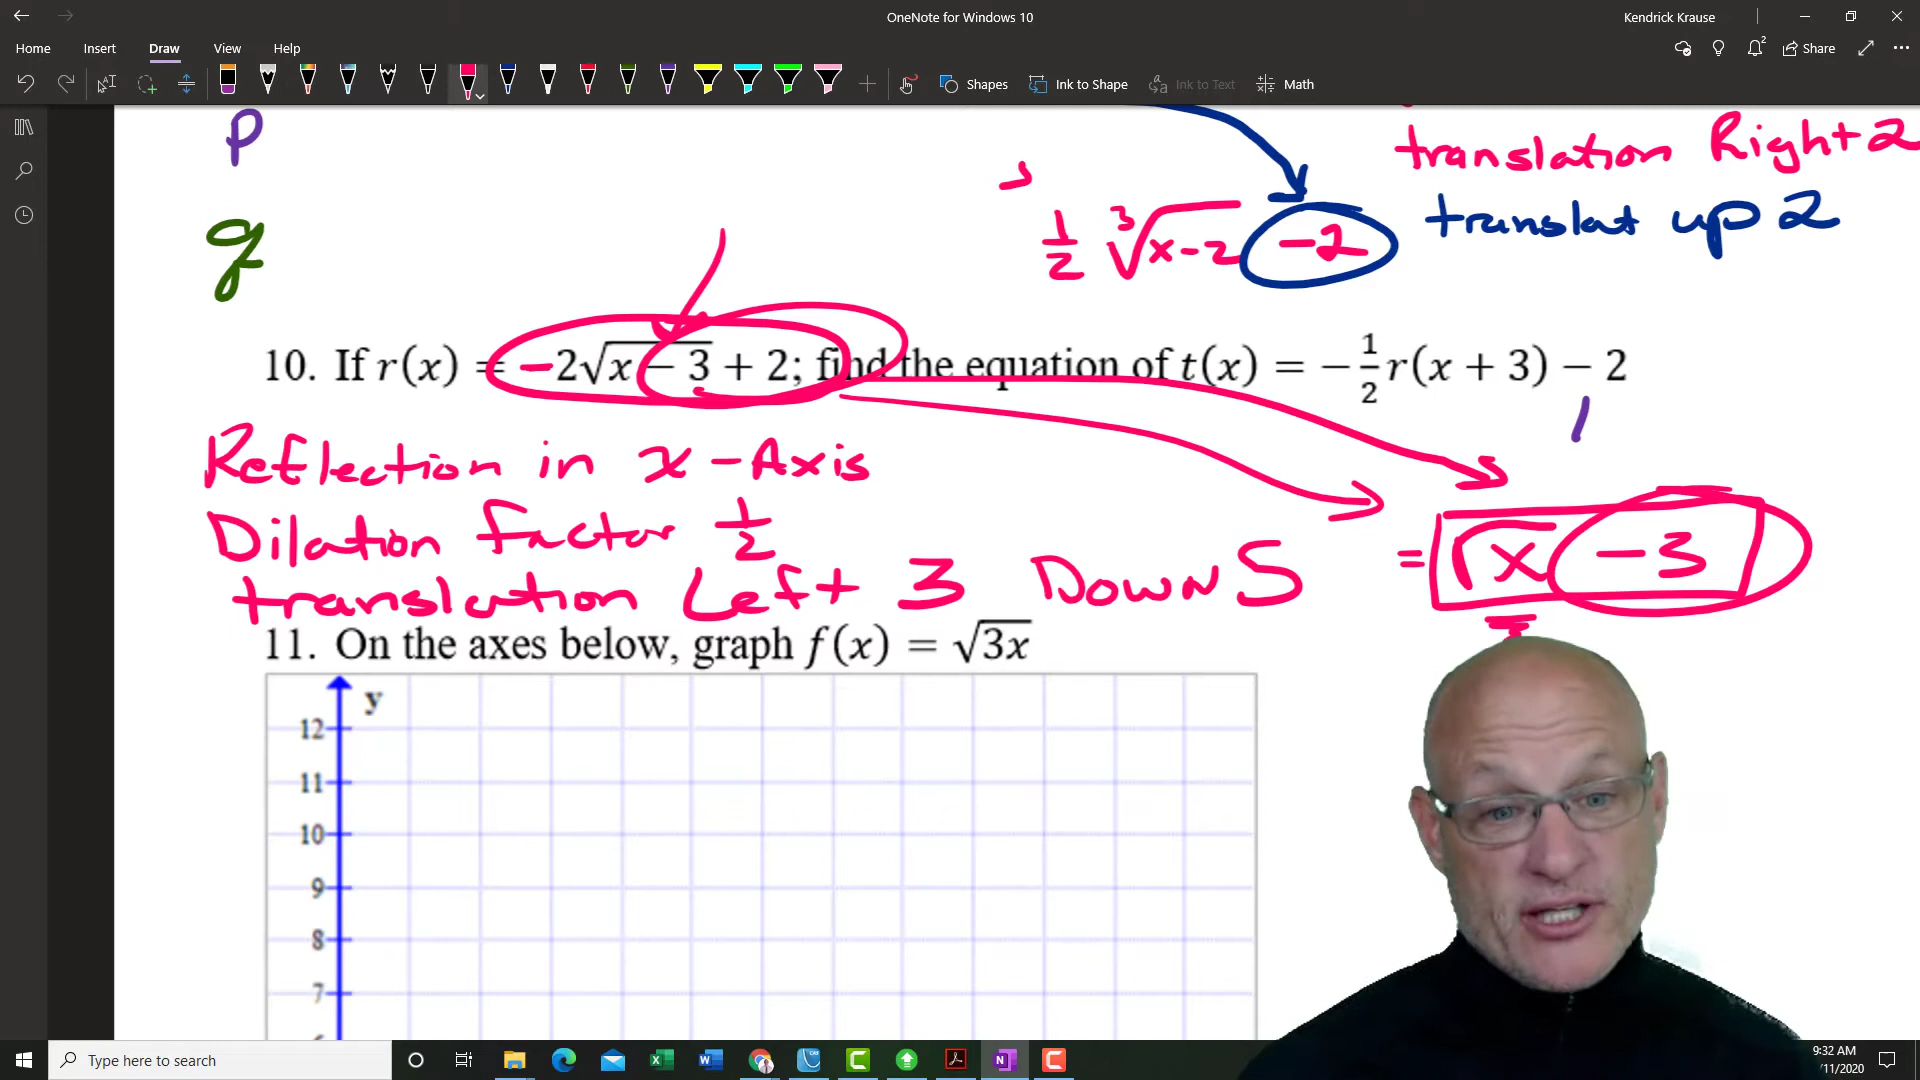 OneNote for Windows 10
Kendrick Krause
Home Insert Draw View Help
2 Share
Shapes Ink to Shape Ink to Text Math
p
translation Right 2
g
1/2 ∛x-2 -2
translat up 2
10. If r(x) = -2√x − 3 + 2; find the equation of t(x) = −1/2 r(x + 3) − 2
Reflection in x-Axis
Dilation factor 1/2
= √x -3
translation Left 3 Down 5
11. On the axes below, graph f(x) = √3x
y
12
11
10
9
8
7
Type here to search
9:32 AM
/11/2020